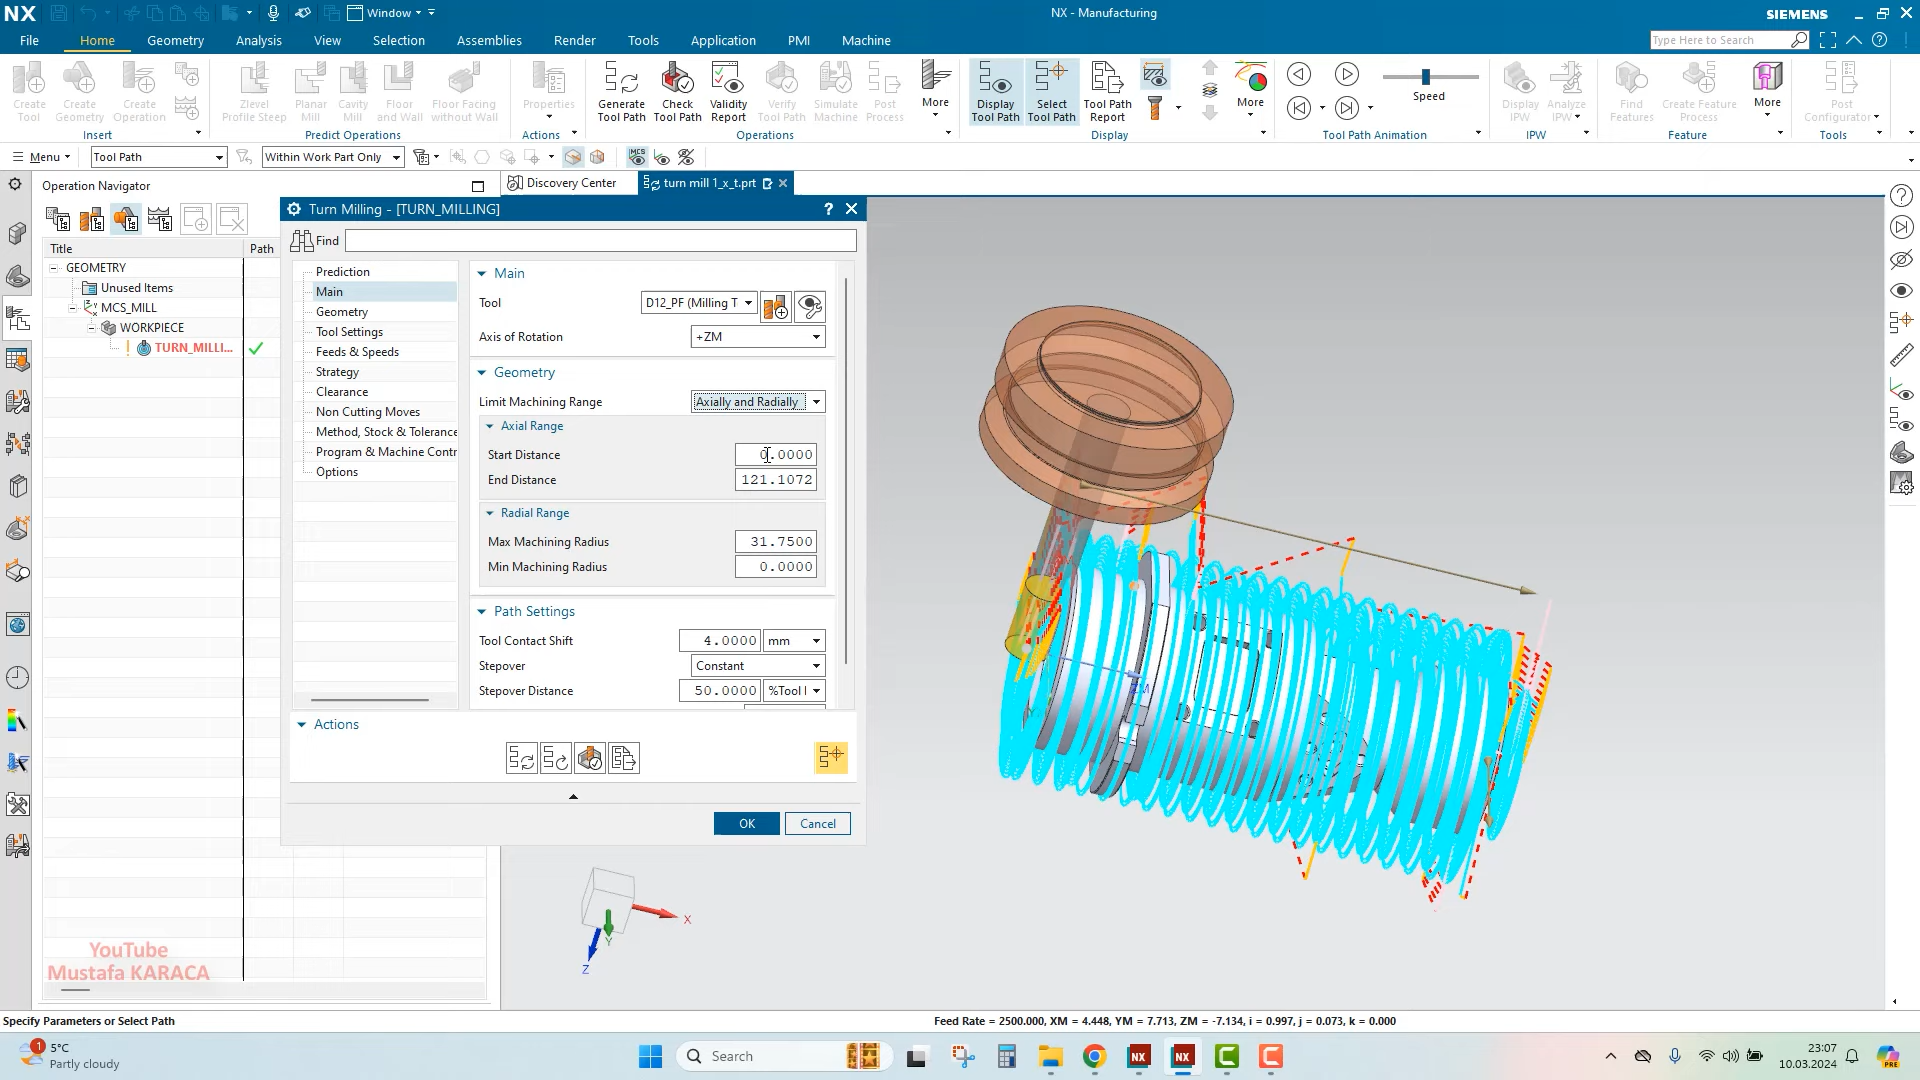 NX
Window
NX - Manufacturing
SIEMENS
File
Home
Geometry
Analysis
View
Selection
Assemblies
Render
Tools
Application
PMI
Machine
Type Here to Search
Create Tool
Create Geometry
Create Operation
Zlevel Profile Steep
Planar Mill
Cavity Mill
Floor and Wall
Floor Facing without Wall
Properties
Generate Tool Path
Check Tool Path
Validity Report
Verify Tool Path
Simulate Machine
Post Process
More
Display Tool Path
Select Tool Path
Tool Path Report
More
Speed
Display IPW
Analyze IPW
Find Features
Create Feature Process
More
Post Configurator
Insert
Predict Operations
Actions
Operations
Display
Tool Path Animation
IPW
Feature
Tools
Menu
Tool Path
Within Work Part Only
MCS
Operation Navigator
Discovery Center
turn mill 1_x_t.prt
Title
Path
GEOMETRY
Unused Items
MCS_MILL
WORKPIECE
TURN_MILLI...
Turn Milling - [TURN_MILLING]
?
Find
Prediction
Main
Geometry
Tool Settings
Feeds & Speeds
Strategy
Clearance
Non Cutting Moves
Method, Stock & Tolerance
Program & Machine Contr
Options
Main
Tool
D12_PF (Milling T
Axis of Rotation
+ZM
Geometry
Limit Machining Range
Axially and Radially
Axial Range
Start Distance
0.0000
End Distance
121.1072
Radial Range
Max Machining Radius
31.7500
Min Machining Radius
0.0000
Path Settings
Tool Contact Shift
4.0000
mm
Stepover
Constant
Stepover Distance
50.0000
%Tool
Actions
OK
Cancel
ZM
X
Y
Z
YouTube
Mustafa KARACA
Specify Parameters or Select Path
Feed Rate = 2500.000, XM = 4.448, YM = 7.713, ZM = -7.134, i = 0.997, j = 0.073, k = 0.000
1
5°C
Partly cloudy
Search
NX
NX
C
C
23:07
10.03.2024
PRE